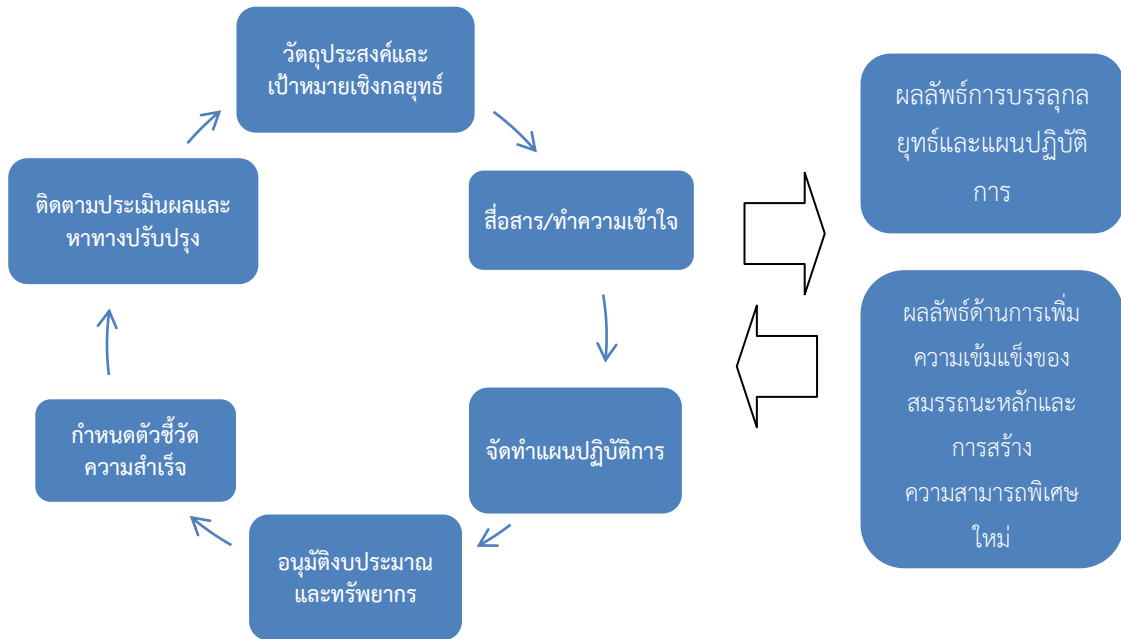 วัตถุประสงค์และ
เป้าหมายเชิงกลยุทธ์
สื่อสาร/ทำความเข้าใจ
จัดทำแผนปฏิบัติการ
อนุมัติงบประมาณ
และทรัพยากร
กำหนดตัวชี้วัด
ความสำเร็จ
ติดตามประเมินผลและ
หาทางปรับปรุง
ผลลัพธ์การบรรลุกล
ยุทธ์และแผนปฏิบัติ
การ
ผลลัพธ์ด้านการเพิ่ม
ความเข้มแข็งของ
สมรรถนะหลักและ
การสร้าง
ความสามารถพิเศษ
ใหม่